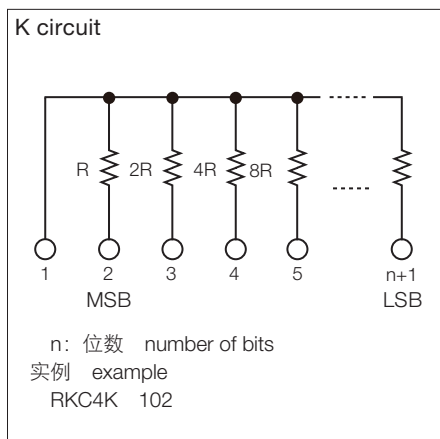 K circuit
R 2R 4R 8R
1 2 3 4 5 n+1
MSB LSB
n: 位数 number of bits
实例 example
RKC4K 102